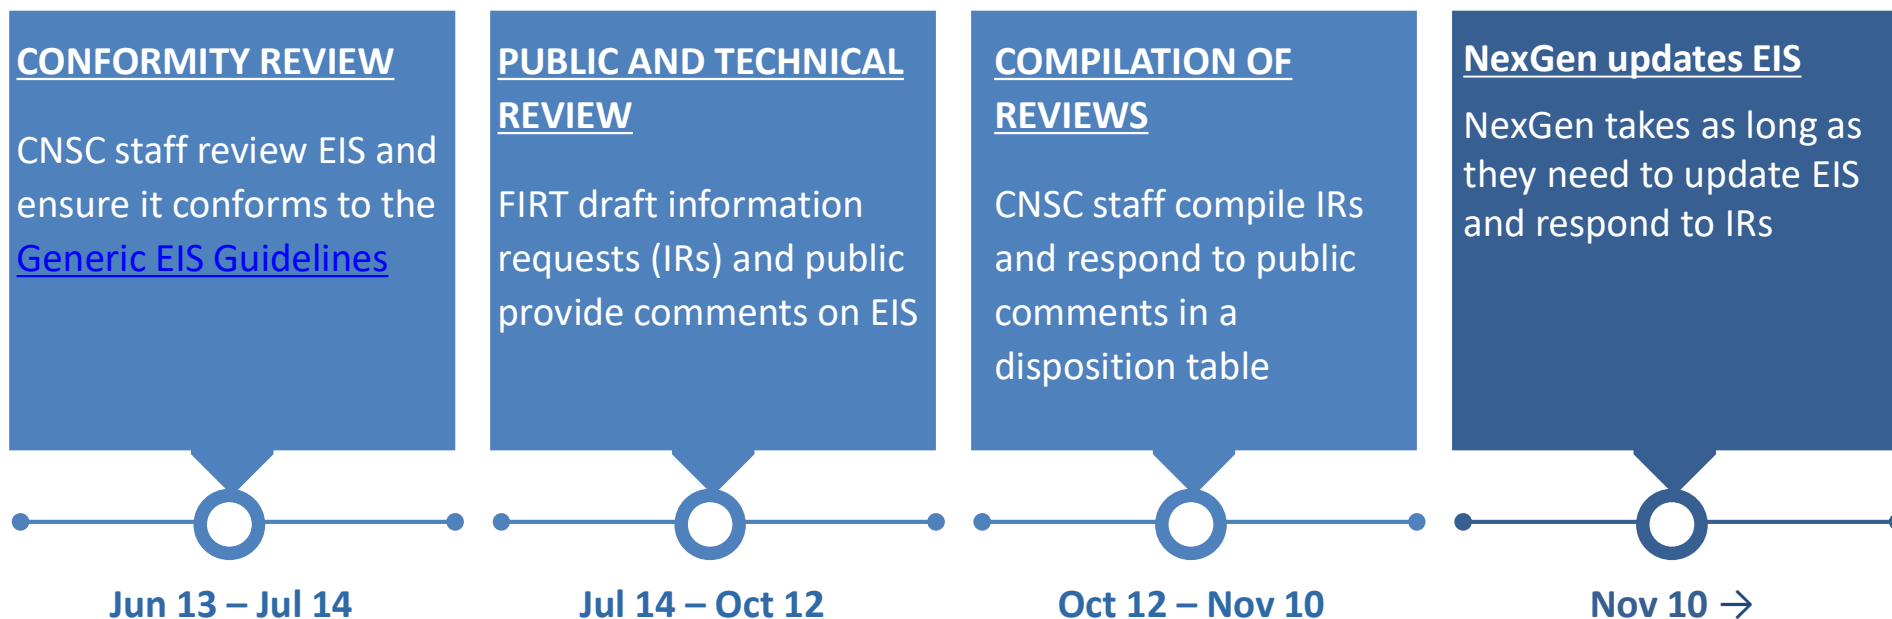 CONFORMITY REVIEW
CNSC staff review EIS and
ensure it conforms to the
Generic EIS Guidelines
Jun 13 – Jul 14
PUBLIC AND TECHNICAL
REVIEW
FIRT draft information
requests (IRs) and public
provide comments on EIS
Jul 14 – Oct 12
COMPILATION OF
REVIEWS
CNSC staff compile IRs
and respond to public
comments in a
disposition table
Oct 12 – Nov 10
NexGen updates EIS
NexGen takes as long as
they need to update EIS
and respond to IRs
Nov 10 →